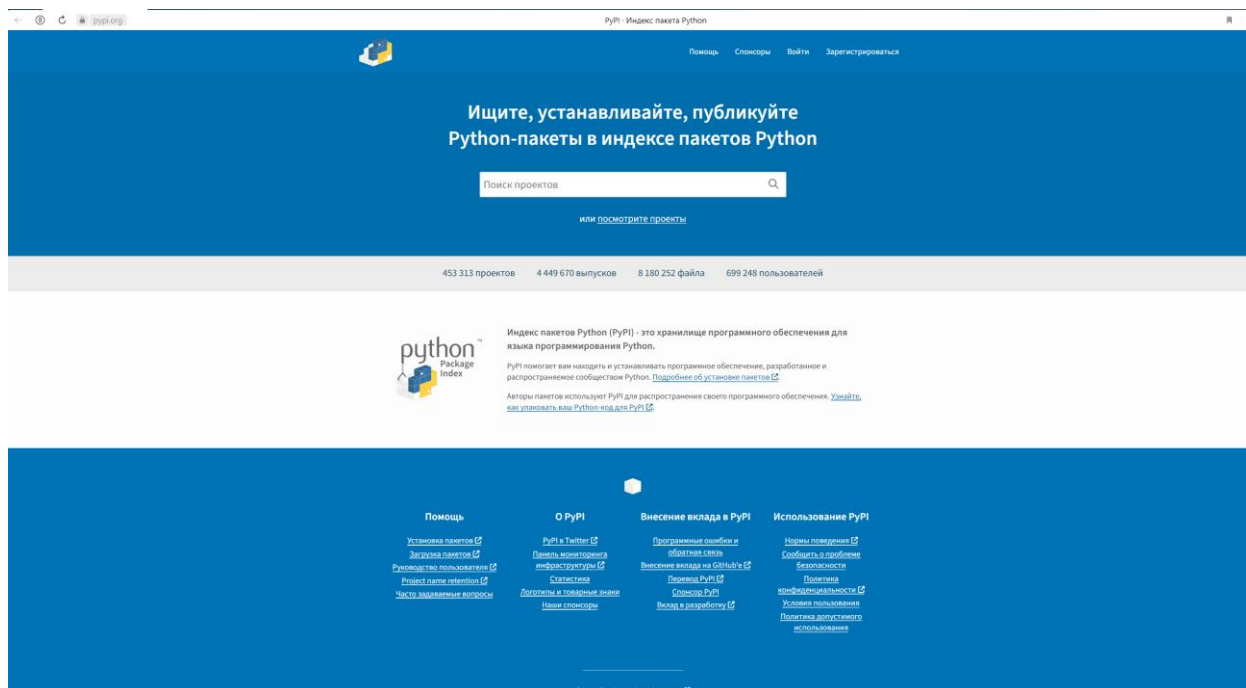 pypi.org
PyPI · Индекс пакета Python
Помощь Спонсоры Войти Зарегистрироваться
Ищите, устанавливайте, публикуйте
Python-пакеты в индексе пакетов Python
Поиск проектов
или посмотрите проекты
453 313 проектов 4 449 670 выпусков 8 180 252 файла 699 248 пользователей
python™
Package
Index
Индекс пакетов Python (PyPI) - это хранилище программного обеспечения для
языка программирования Python.
PyPI помогает вам находить и устанавливать программное обеспечение, разработанное и
распространяемое сообществом Python. Подробнее об установке пакетов
Авторы пакетов используют PyPI для распространения своего программного обеспечения. Узнайте,
как упаковать ваш Python-код для PyPI.
Помощь
Установка пакетов
Загрузка пакетов
Руководство пользователя
Project name retention
Часто задаваемые вопросы
О PyPI
PyPI в Twitter
Панель мониторинга
инфраструктуры
Статистика
Логотипы и товарные знаки
Наши спонсоры
Внесение вклада в PyPI
Программные ошибки и
обратная связь
Внесение вклада на GitHub'е
Перевод PyPI
Спонсор PyPI
Вклад в разработку
Использование PyPI
Нормы поведения
Сообщить о проблеме
безопасности
Политика
конфиденциальности
Условия пользования
Политика допустимого
использования